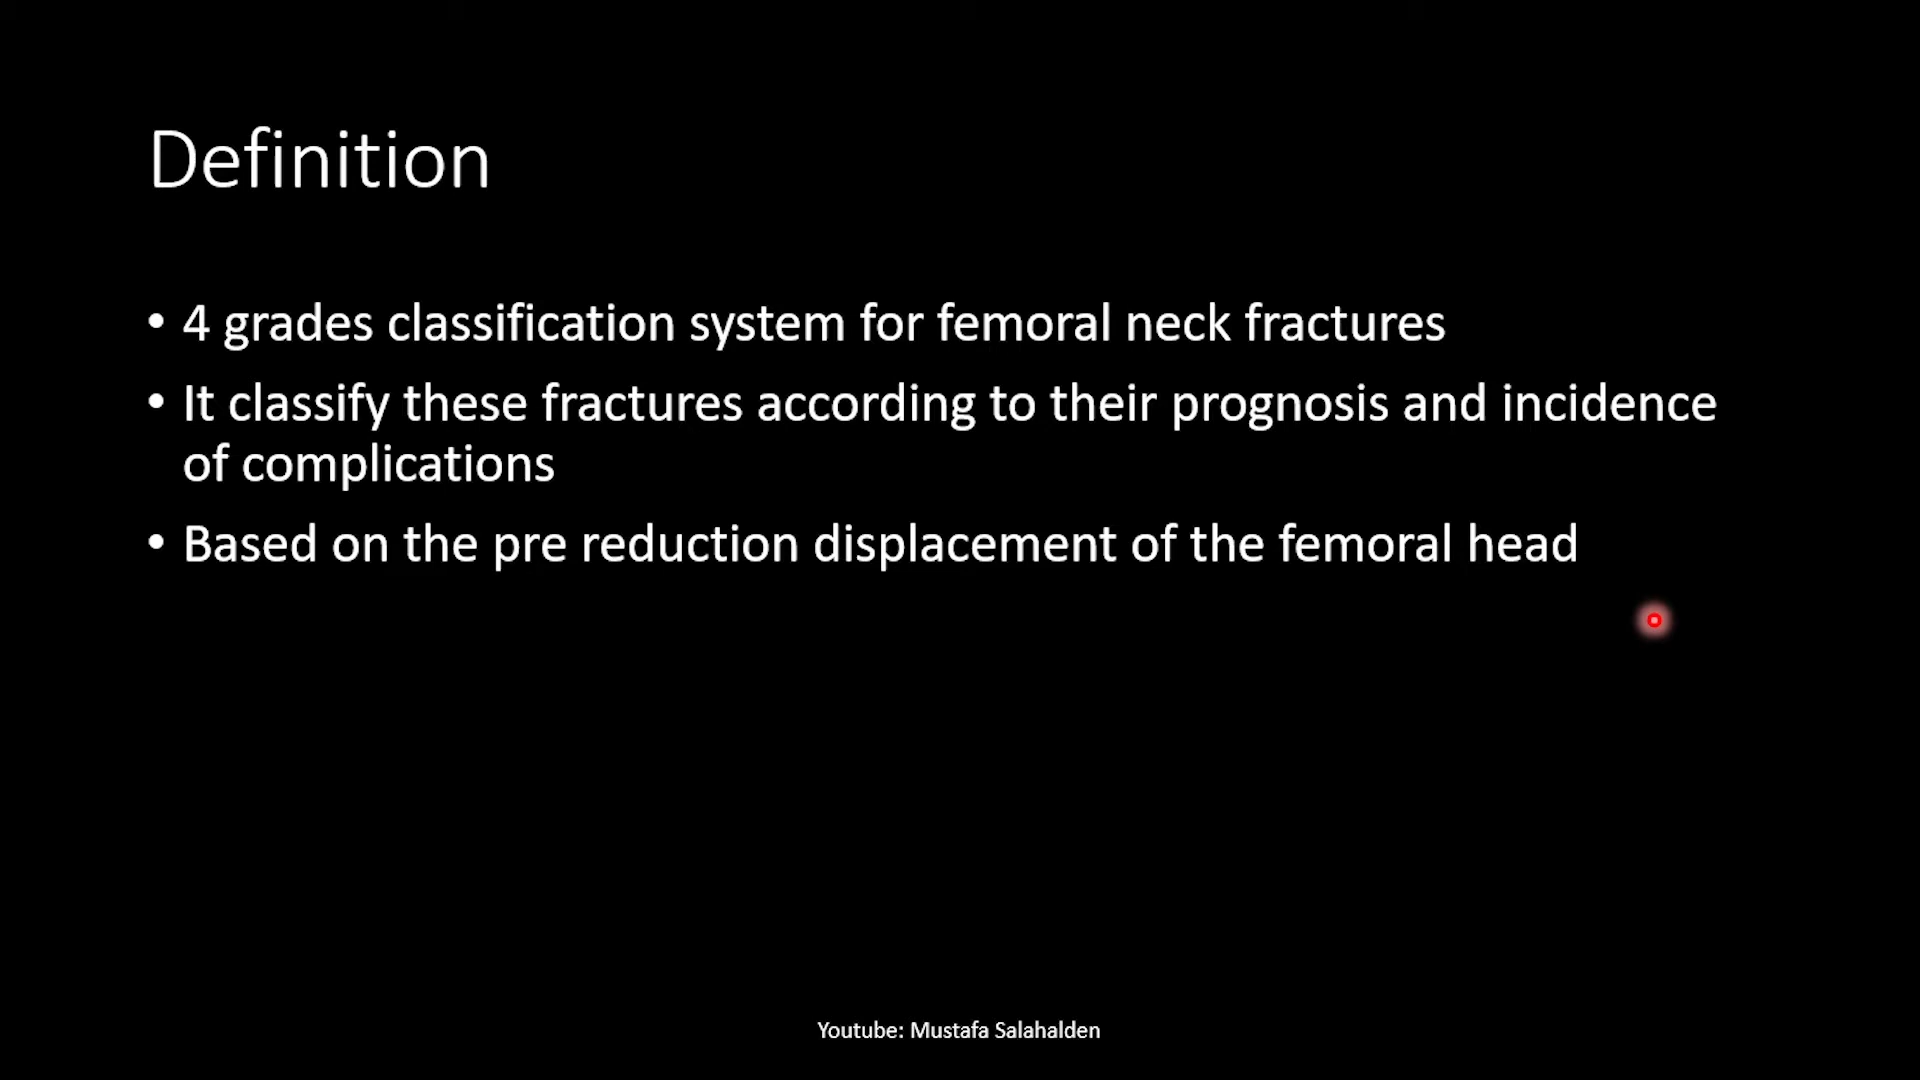 Definition
• 4 grades classification system for femoral neck fractures
• It classify these fractures according to their prognosis and incidence
of complications
• Based on the pre reduction displacement of the femoral head
Youtube: Mustafa Salahalden